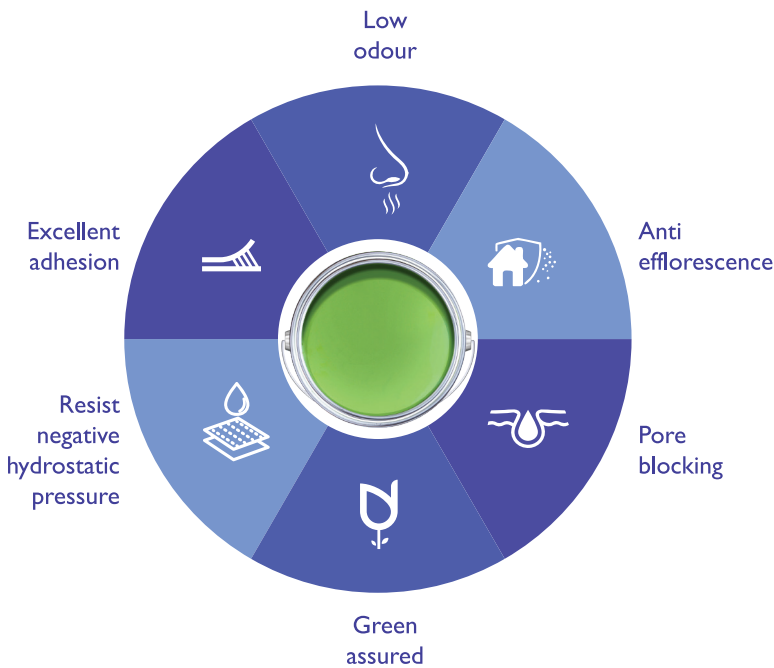 Low
odour
Anti
efflorescence
Pore
blocking
Green
assured
Resist
negative
hydrostatic
pressure
Excellent
adhesion